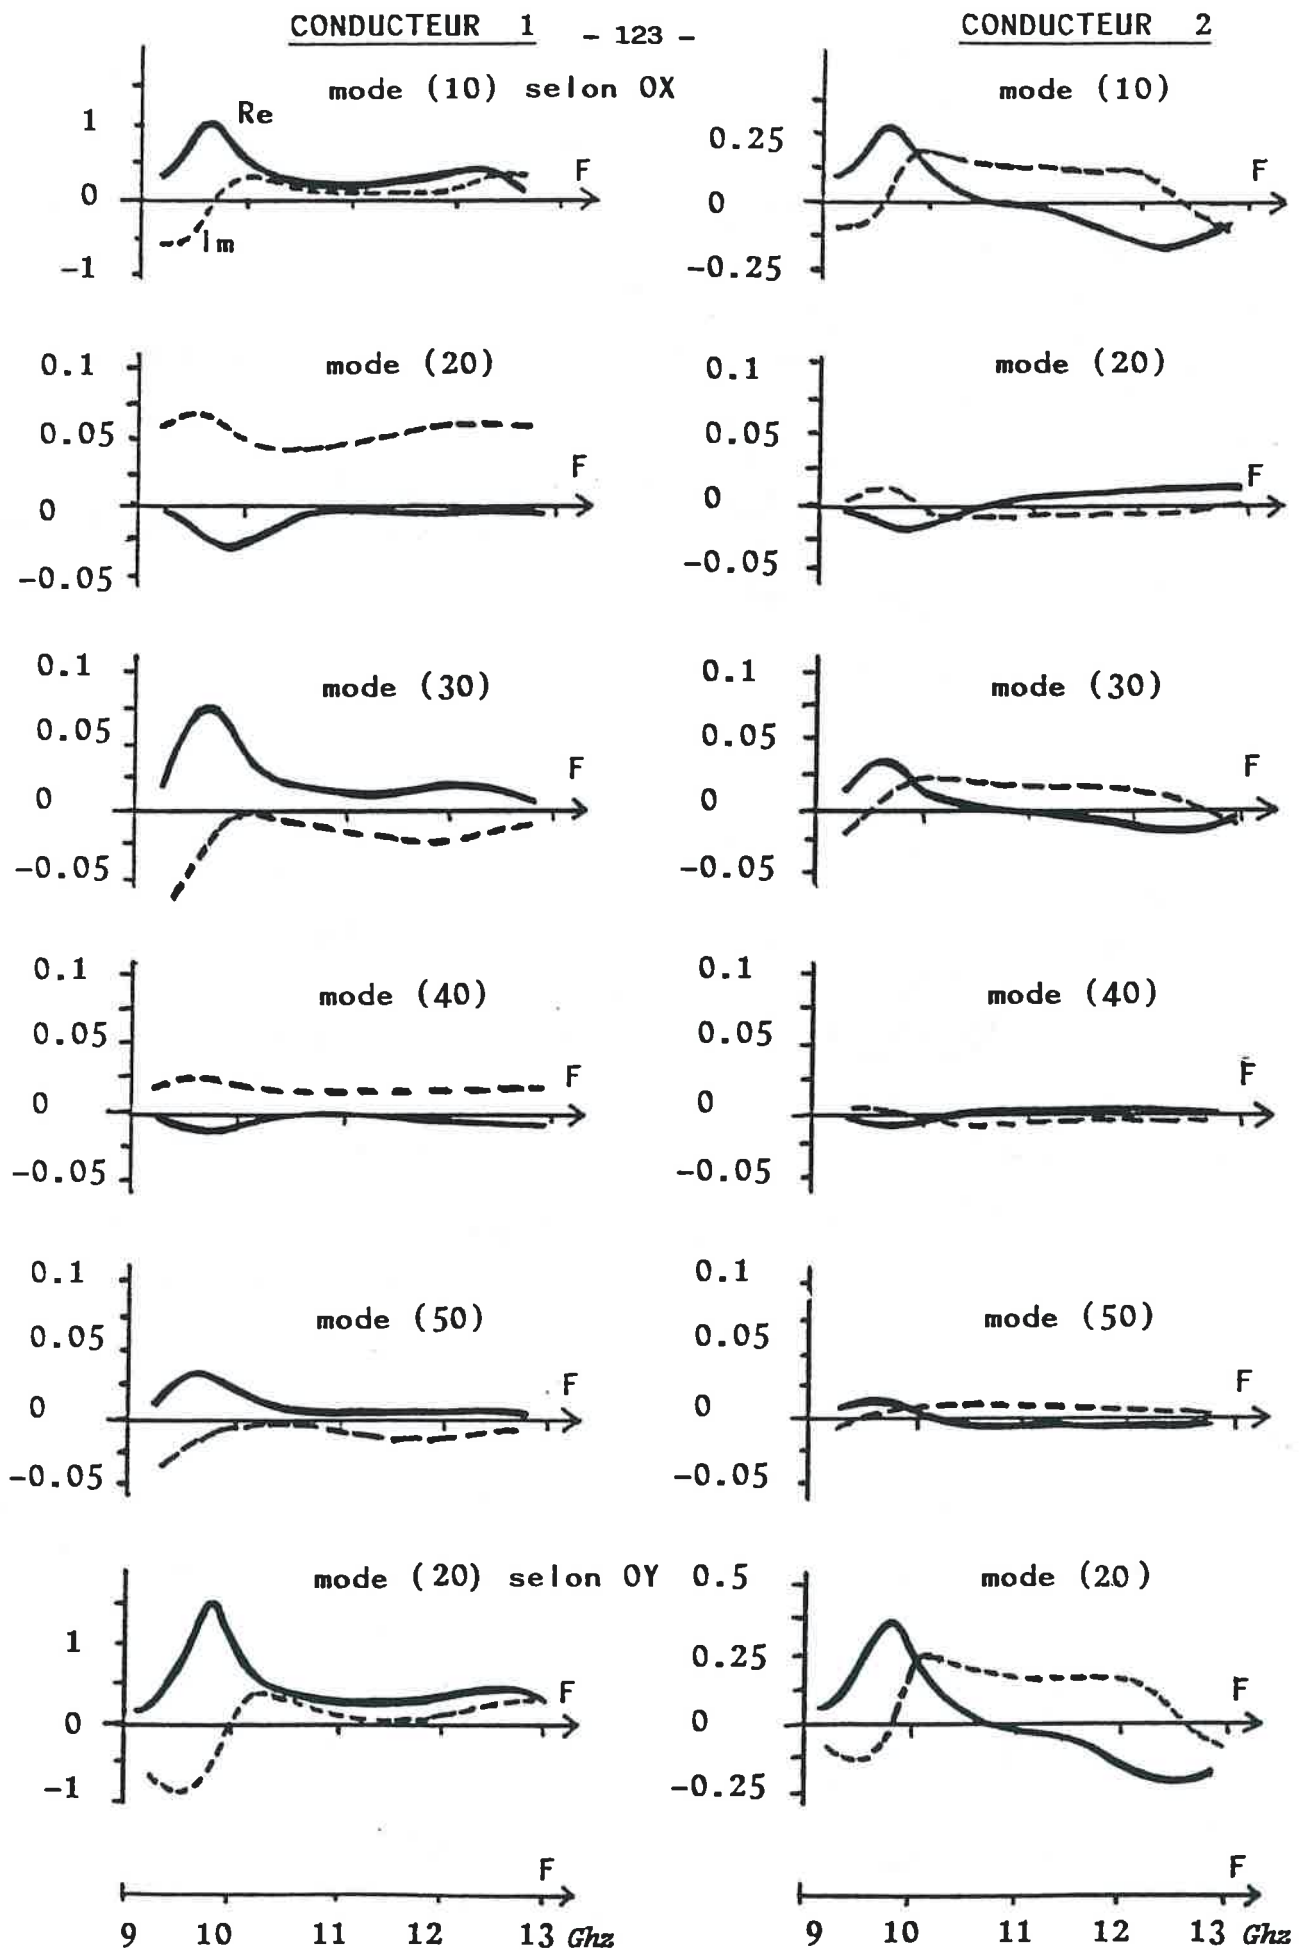 CONDUCTEUR 1
- 123 -
CONDUCTEUR 2
mode (10) selon OX
1
0
-1
Re
Im
F
mode (10)
0.25
0
-0.25
F
mode (20)
0.1
0.05
0
-0.05
F
mode (20)
0.1
0.05
0
-0.05
F
mode (30)
0.1
0.05
0
-0.05
F
mode (30)
0.1
0.05
0
-0.05
F
mode (40)
0.1
0.05
0
-0.05
F
mode (40)
0.1
0.05
0
-0.05
F
mode (50)
0.1
0.05
0
-0.05
F
mode (50)
0.1
0.05
0
-0.05
F
mode (20) selon OY
1
0
-1
F
mode (20)
0.5
0.25
0
-0.25
F
F
9 10 11 12 13 Ghz
F
9 10 11 12 13 Ghz